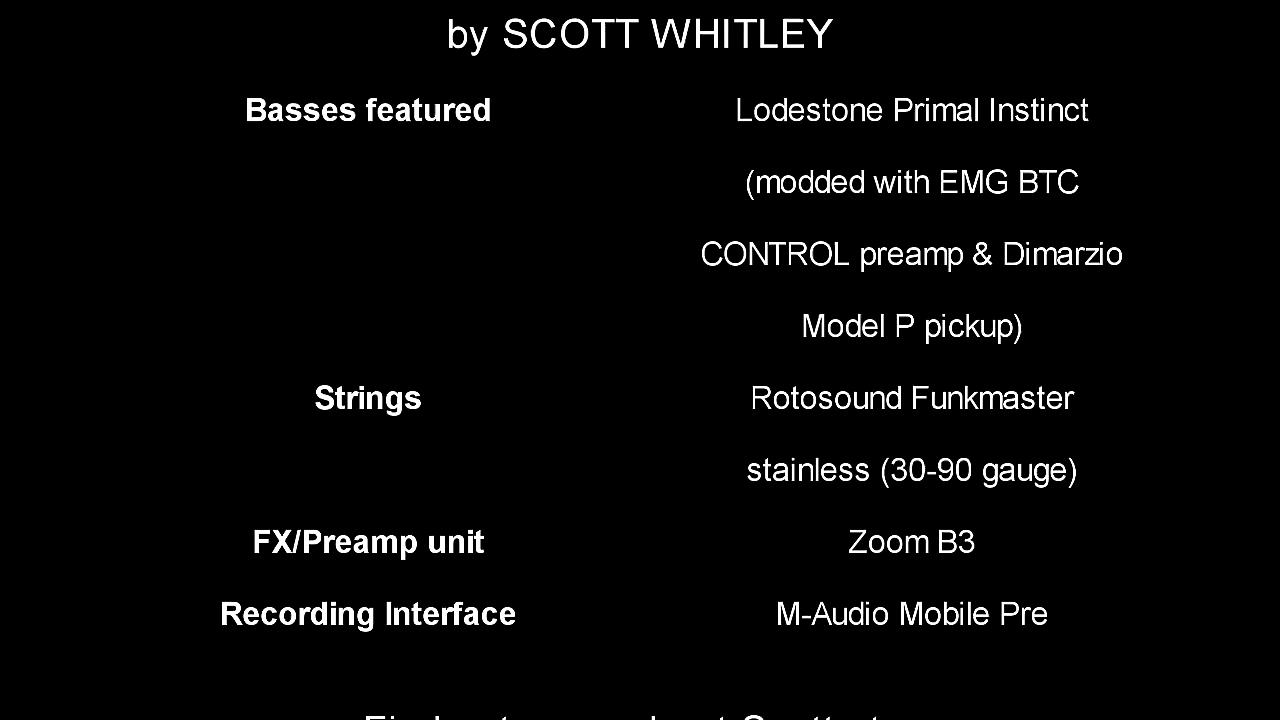 by SCOTT WHITLEY
Basses featured Lodestone Primal Instinct
(modded with EMG BTC
CONTROL preamp & Dimarzio
Model P pickup)
Strings Rotosound Funkmaster
stainless (30-90 gauge)
FX/Preamp unit Zoom B3
Recording Interface M-Audio Mobile Pre